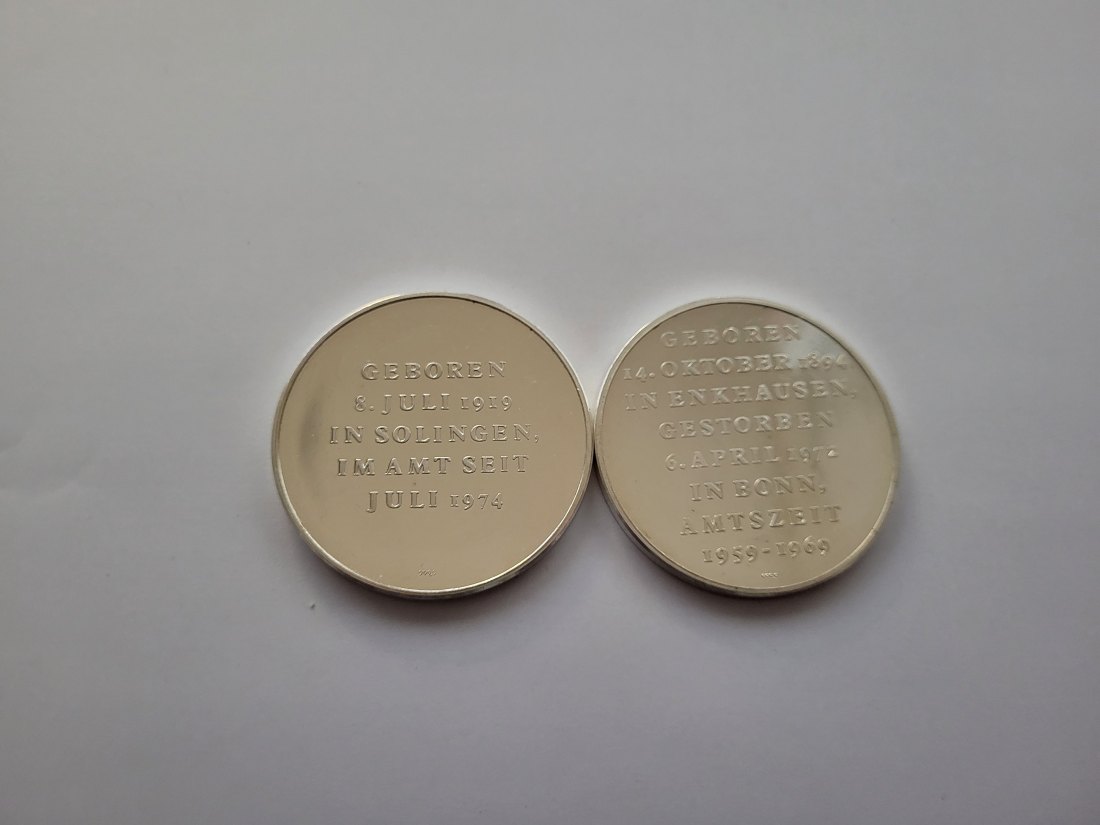 GEBOREN
8. JULI 1919
IN SOLINGEN,
IM AMT SEIT
JULI 1974
GEBOREN
14. OKTOBER 1894
IN ENKHAUSEN,
GESTORBEN
6. APRIL 1972
IN BONN,
AMTSZEIT
1959-1969